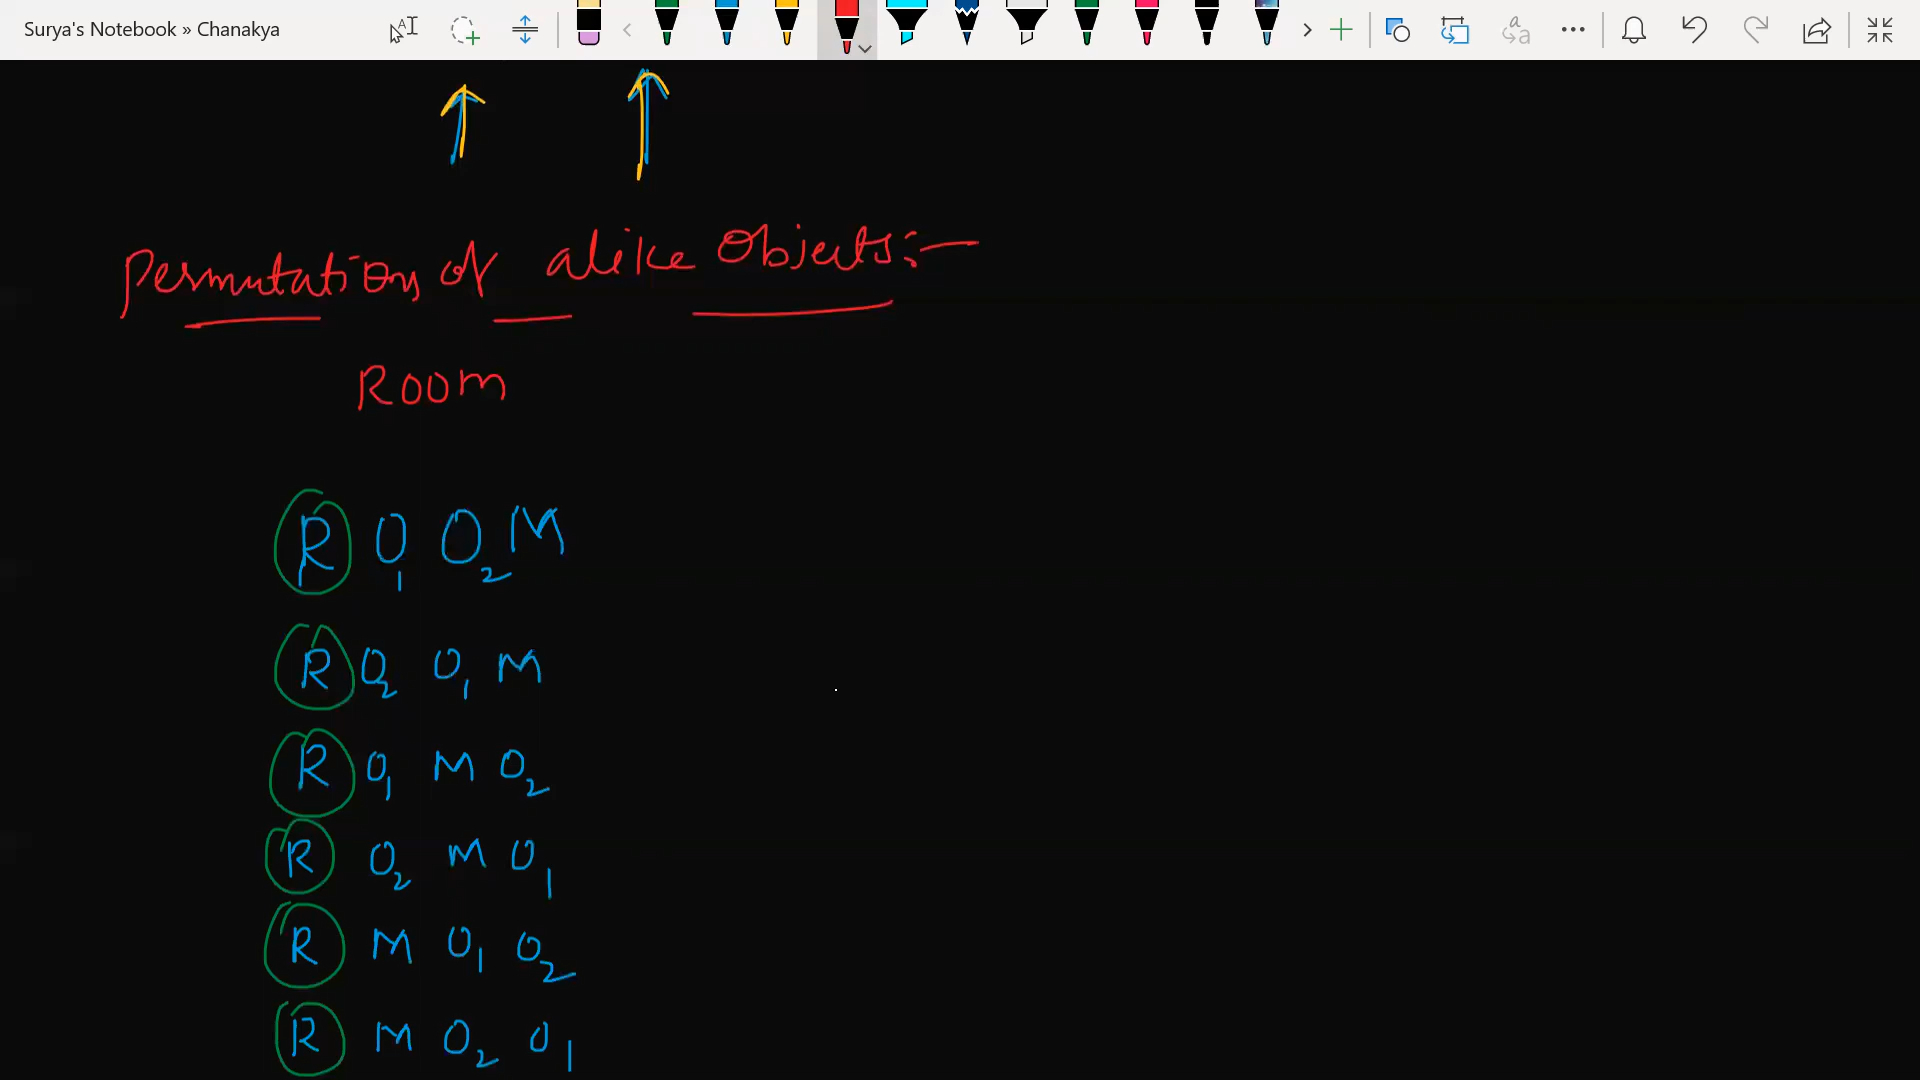 Surya's Notebook » Chanakya
Permutation of alike Objects:—
Room
R O₁ O₂ M
R O₂ O₁ M
R O₁ M O₂
R O₂ M O₁
R M O₁ O₂
R M O₂ O₁